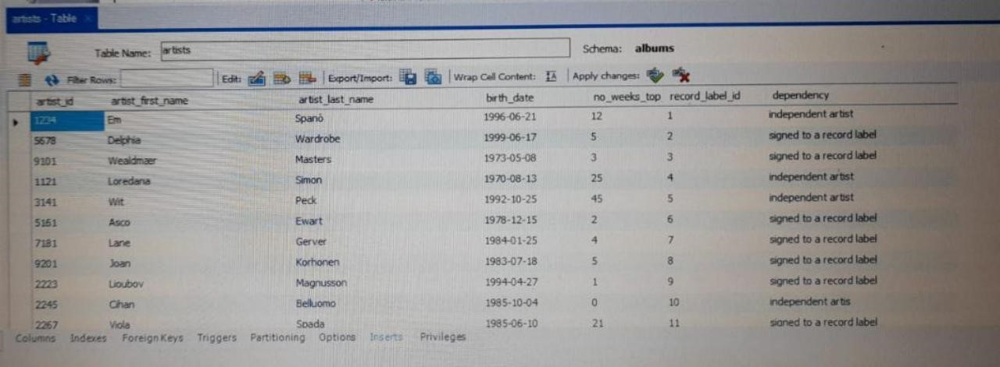 artists - Table ×
Table Name: artists Schema: albums
Filter Rows: Edit: Export/Import: Wrap Cell Content: Apply changes:
artist_id artist_first_name artist_last_name birth_date no_weeks_top record_label_id dependency
1234 Em Spanò 1996-06-21 12 1 independent artist
5678 Delphia Wardrobe 1999-06-17 5 2 signed to a record label
9101 Wealdmær Masters 1973-05-08 3 3 signed to a record label
1121 Loredana Simon 1970-08-13 25 4 independent artist
3141 Wit Peck 1992-10-25 45 5 independent artist
5161 Asco Ewart 1978-12-15 2 6 signed to a record label
7181 Lane Gerver 1984-01-25 4 7 signed to a record label
9201 Joan Korhonen 1983-07-18 5 8 signed to a record label
2223 Lioubov Magnusson 1994-04-27 1 9 signed to a record label
2245 Cihan Belluomo 1985-10-04 0 10 independent artis
2267 Viola Spada 1985-06-10 21 11 signed to a record label
Columns Indexes Foreign Keys Triggers Partitioning Options Inserts Privileges